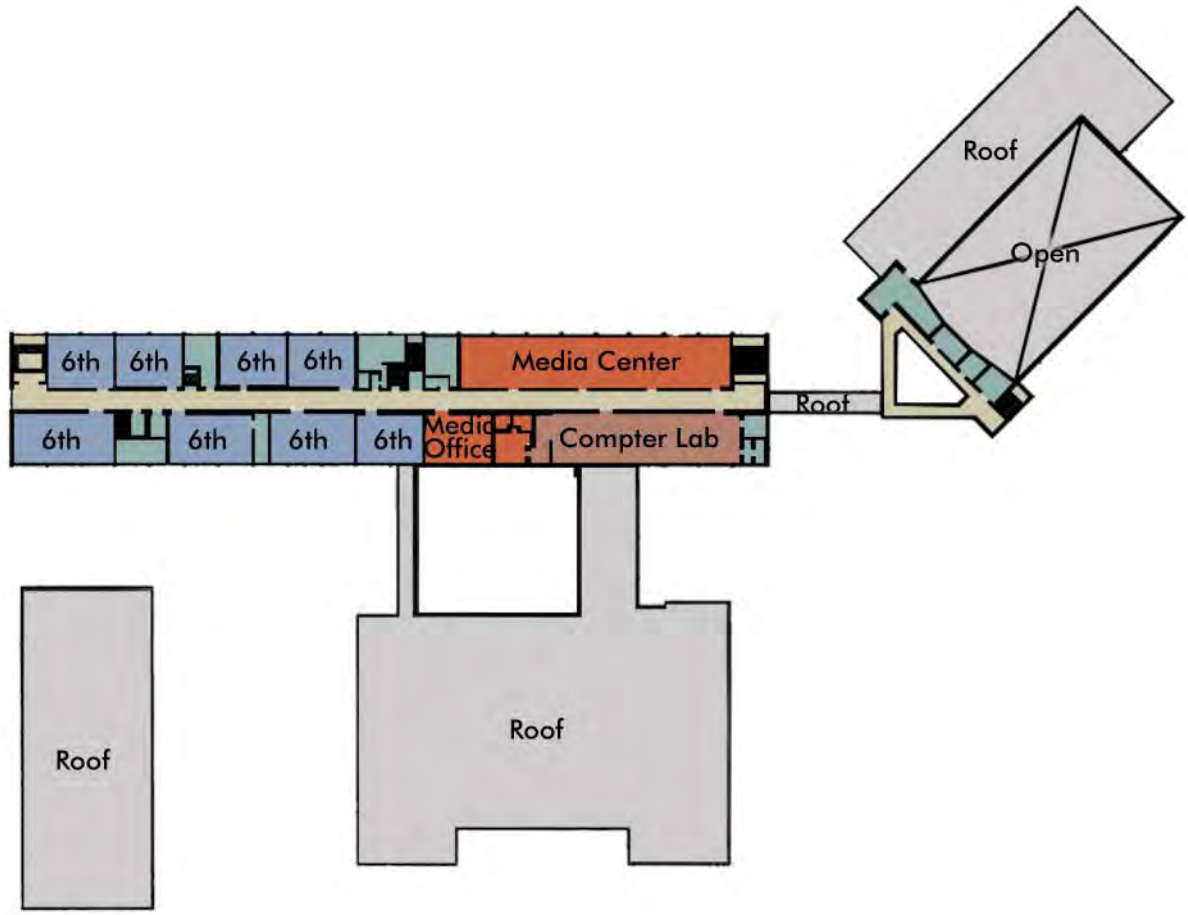 Roof
Open
6th
6th
6th
6th
Media Center
Roof
6th
6th
6th
6th
Media
Office
Compter Lab
Roof
Roof